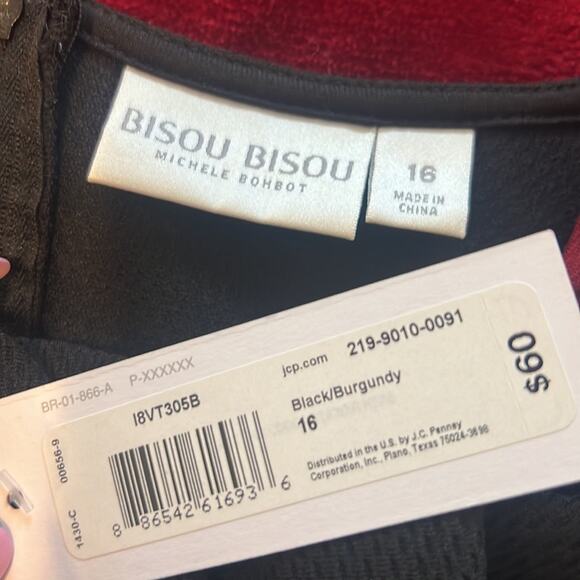 BISOU BISOU
MICHELE BOHBOT
16
MADE IN
CHINA
BR-01-866-A P-XXXXXX
1430-C 00656-9
I8VT305B
jcp.com 219-9010-0091
Black/Burgundy
16
$60
Distributed in the U.S. by J.C. Penney
Corporation, Inc., Plano, Texas 75024-3698
8 86542 61693 6